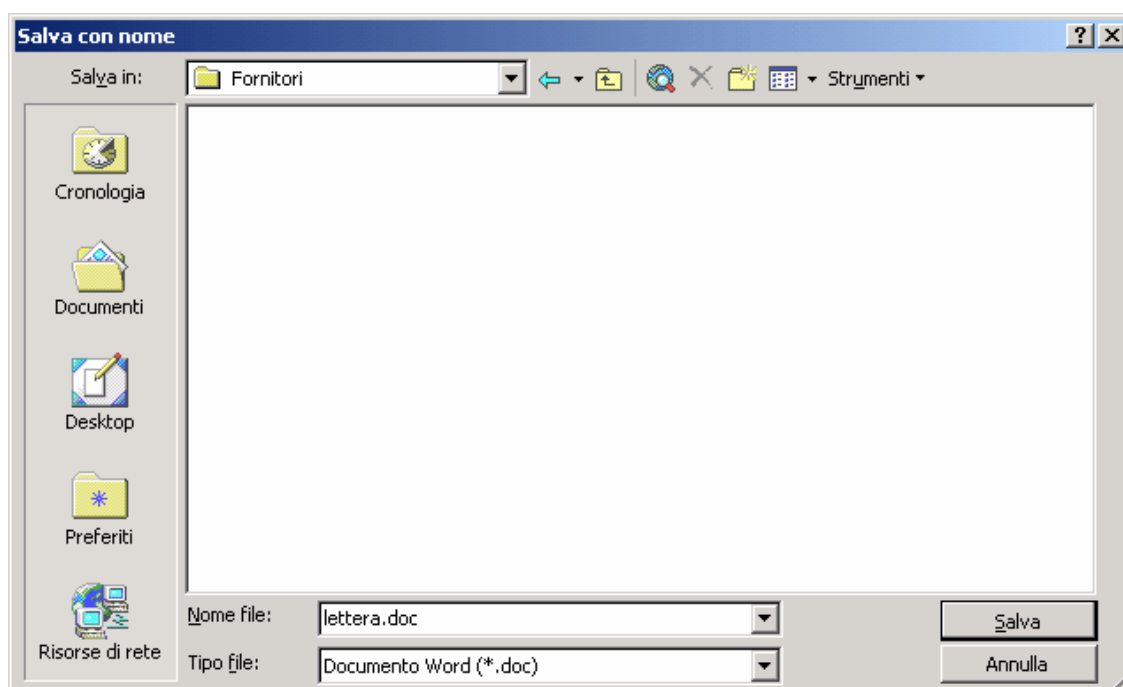 Salva con nome
Salva in: Fornitori Strumenti
Cronologia
Documenti
Desktop
Preferiti
Risorse di rete
Nome file: lettera.doc Salva
Tipo file: Documento Word (*.doc) Annulla